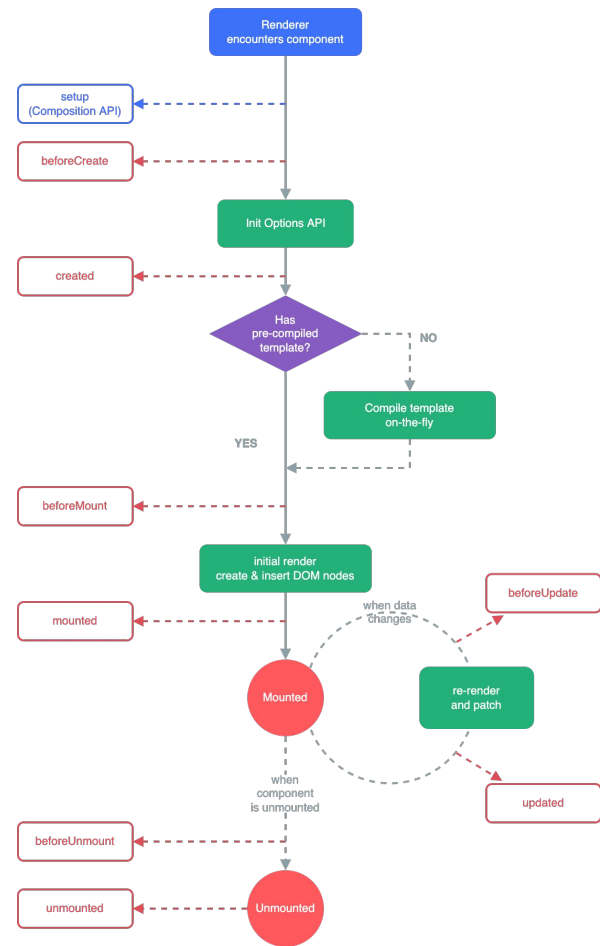 Renderer
encounters component
setup
(Composition API)
beforeCreate
Init Options API
created
Has
pre-compiled
template?
NO
Compile template
on-the-fly
YES
beforeMount
initial render
create & insert DOM nodes
mounted
when data
changes
beforeUpdate
Mounted
re-render
and patch
when
component
is unmounted
updated
beforeUnmount
unmounted
Unmounted